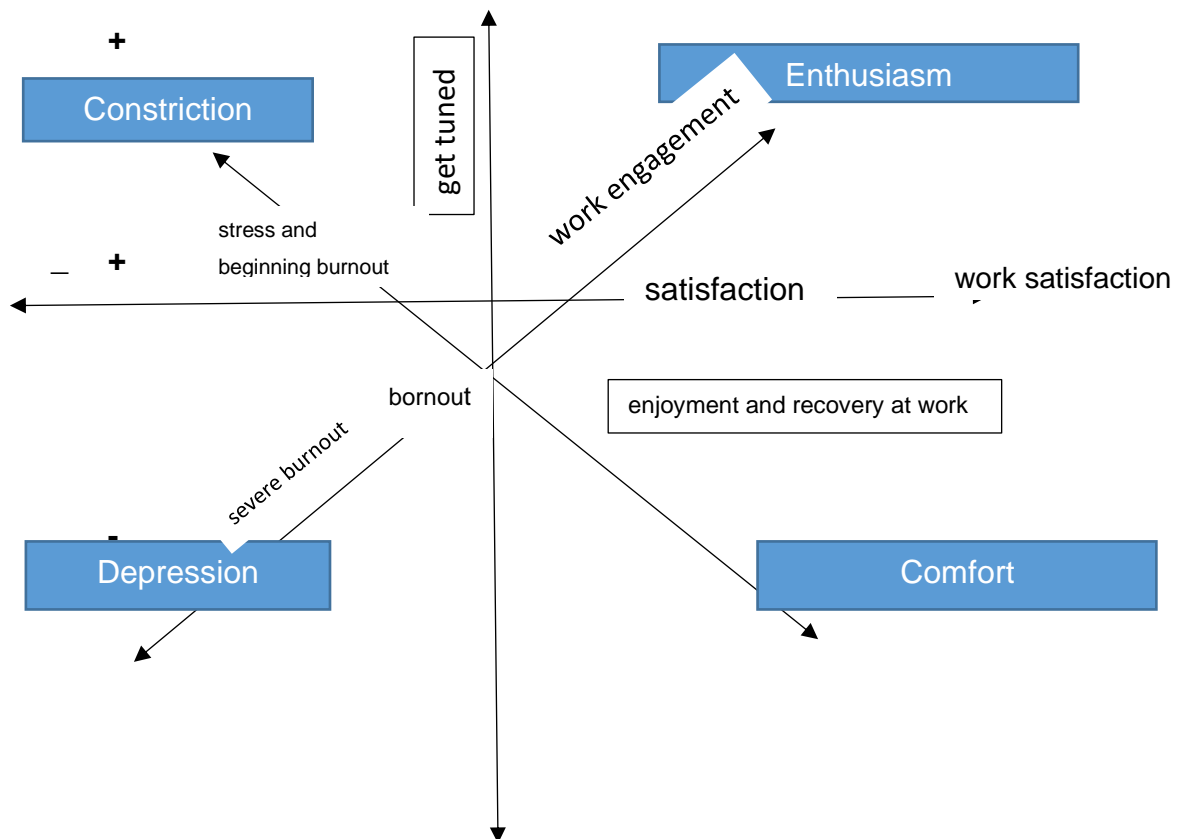 +
Enthusiasm
Constriction
get tuned
work engagement
stress and
beginning burnout
_ +
satisfaction
work satisfaction
bornout
enjoyment and recovery at work
severe burnout
-
Depression
Comfort